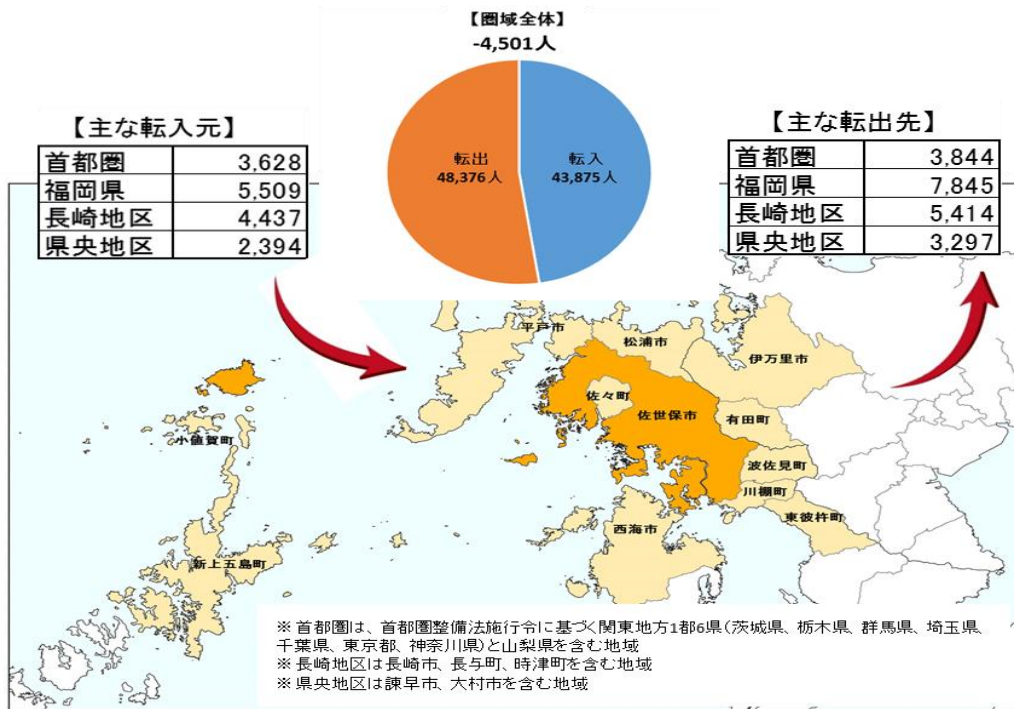 【圏域全体】
-4,501人
転出
48,376人
転入
43,875人
【主な転入元】
首都圏 3,628
福岡県 5,509
長崎地区 4,437
県央地区 2,394
【主な転出先】
首都圏 3,844
福岡県 7,845
長崎地区 5,414
県央地区 3,297
平戸市
松浦市
伊万里市
佐々町
佐世保市
有田町
小値賀町
波佐見町
川棚町
東彼杵町
西海市
新上五島町
※ 首都圏は、首都圏整備法施行令に基づく関東地方1都6県(茨城県、栃木県、群馬県、埼玉県、
千葉県、東京都、神奈川県)と山梨県を含む地域
※ 長崎地区は長崎市、長与町、時津町を含む地域
※ 県央地区は諫早市、大村市を含む地域